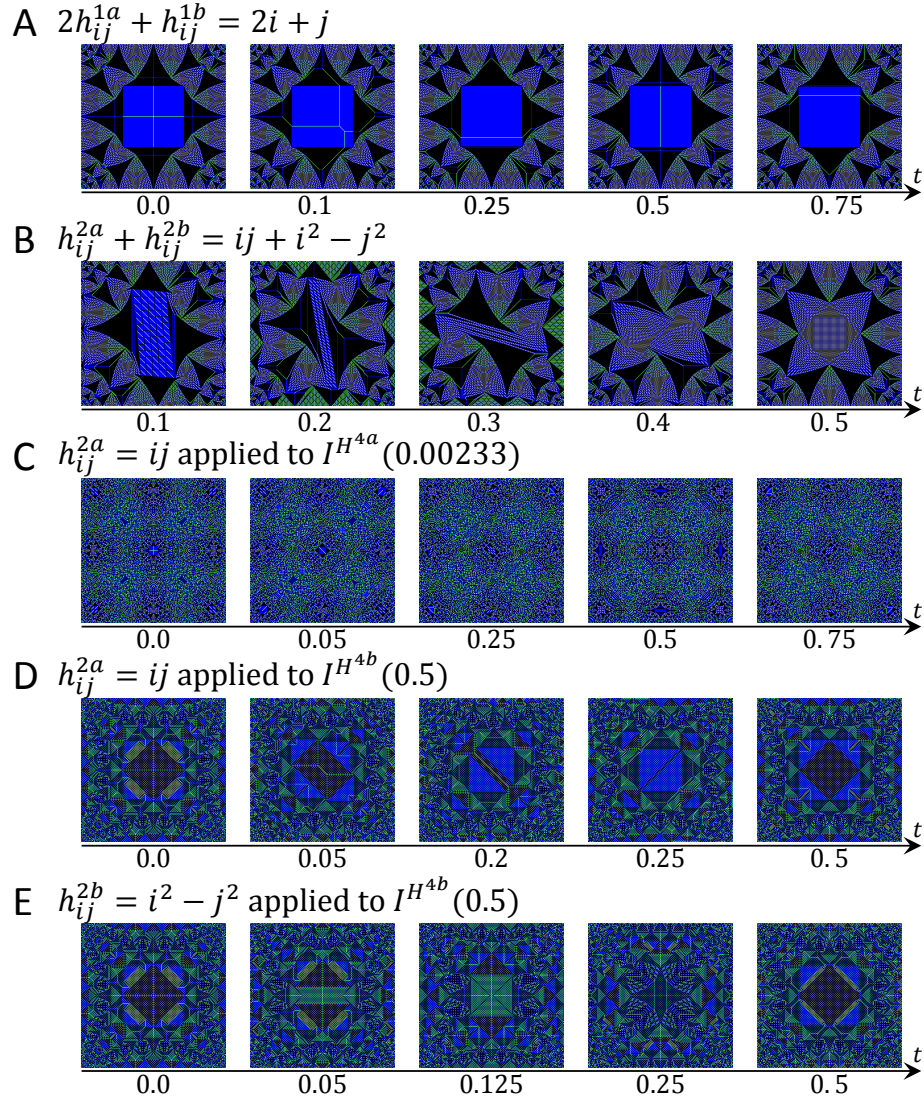 A 2h_{ij}^{1a} + h_{ij}^{1b} = 2i + j
t
0.0 0.1 0.25 0.5 0.75
B h_{ij}^{2a} + h_{ij}^{2b} = ij + i^2 − j^2
t
0.1 0.2 0.3 0.4 0.5
C h_{ij}^{2a} = ij applied to I^{H^{4a}}(0.00233)
t
0.0 0.05 0.25 0.5 0.75
D h_{ij}^{2a} = ij applied to I^{H^{4b}}(0.5)
t
0.0 0.05 0.2 0.25 0.5
E h_{ij}^{2b} = i^2 − j^2 applied to I^{H^{4b}}(0.5)
t
0.0 0.05 0.125 0.25 0.5